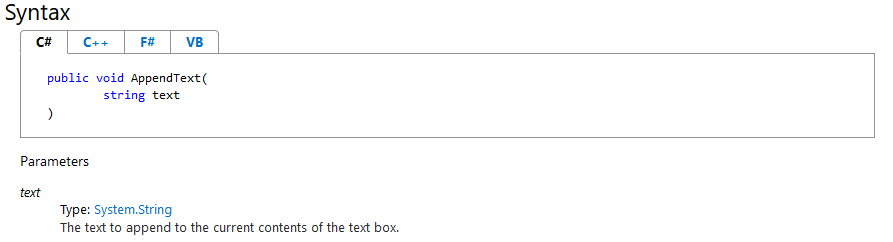 Syntax
C# C++ F# VB
public void AppendText(
string text
)
Parameters
text
Type: System.String
The text to append to the current contents of the text box.